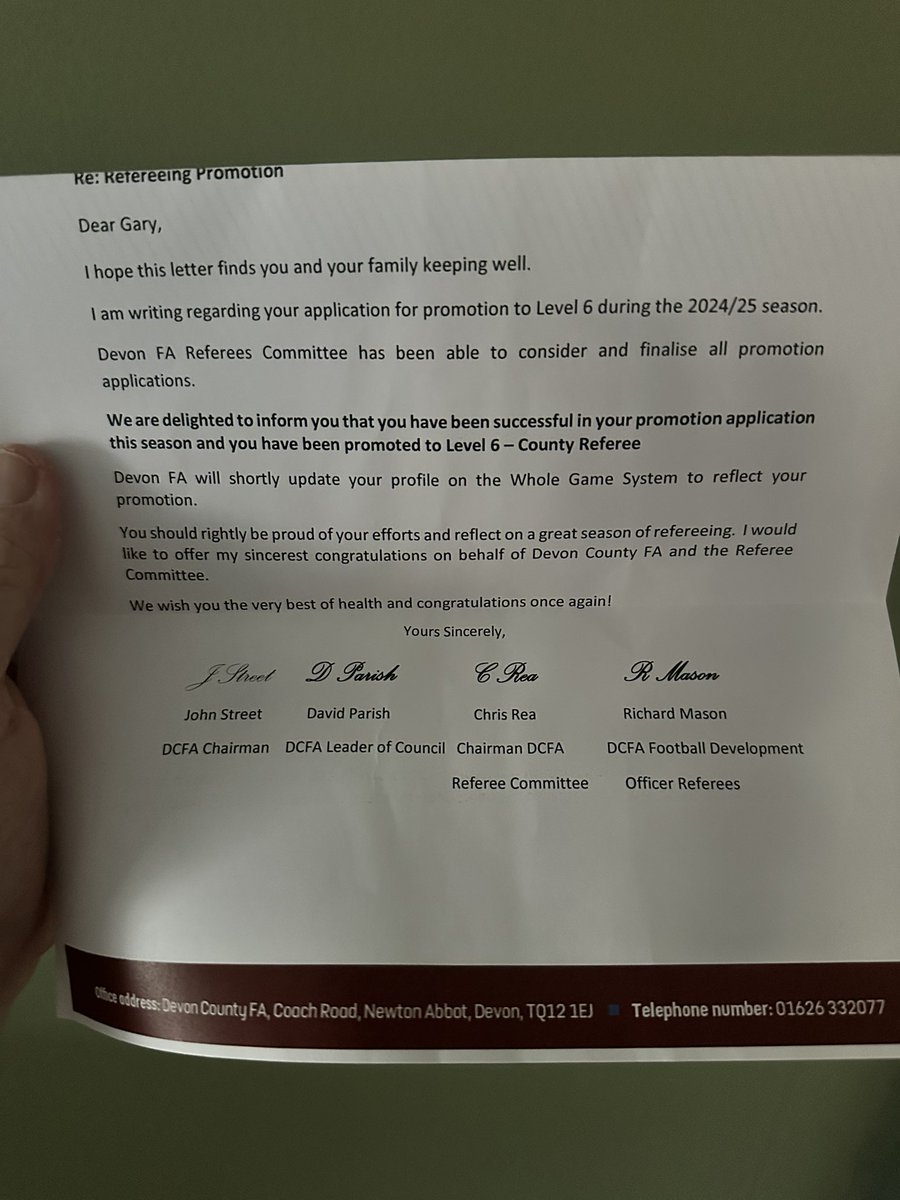 Re: Refereeing Promotion
Dear Gary,
I hope this letter finds you and your family keeping well.
I am writing regarding your application for promotion to Level 6 during the 2024/25 season.
Devon FA Referees Committee has been able to consider and finalise all promotion
applications.
We are delighted to inform you that you have been successful in your promotion application
this season and you have been promoted to Level 6 – County Referee
Devon FA will shortly update your profile on the Whole Game System to reflect your
promotion.
You should rightly be proud of your efforts and reflect on a great season of refereeing. I would
like to offer my sincerest congratulations on behalf of Devon County FA and the Referee
Committee.
We wish you the very best of health and congratulations once again!
Yours Sincerely,
J Street D Parish C Rea R Mason
John Street David Parish Chris Rea Richard Mason
DCFA Chairman DCFA Leader of Council Chairman DCFA DCFA Football Development
Referee Committee Officer Referees
Office address: Devon County FA, Coach Road, Newton Abbot, Devon, TQ12 1EJ ■ Telephone number: 01626 332077